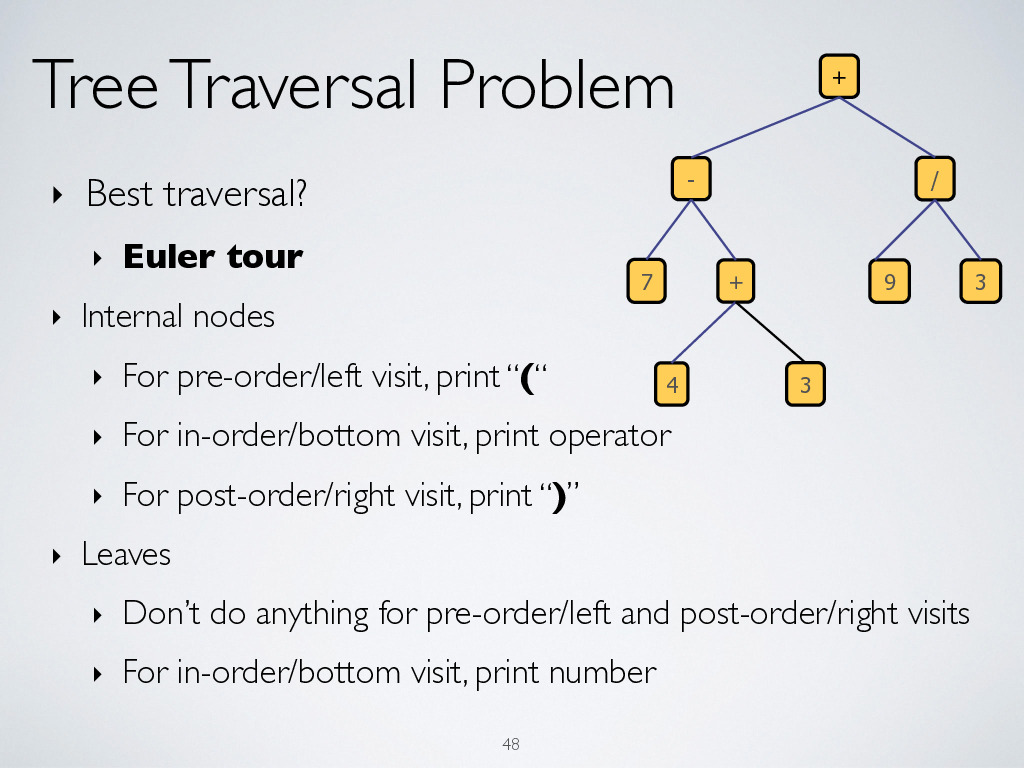 Tree Traversal Problem
‣ Best traversal?
‣ Euler tour
‣ Internal nodes
‣ For pre-order/left visit, print “(“
‣ For in-order/bottom visit, print operator
‣ For post-order/right visit, print “)”
‣ Leaves
‣ Don’t do anything for pre-order/left and post-order/right visits
‣ For in-order/bottom visit, print number
+
- /
7 + 9 3
4 3
48